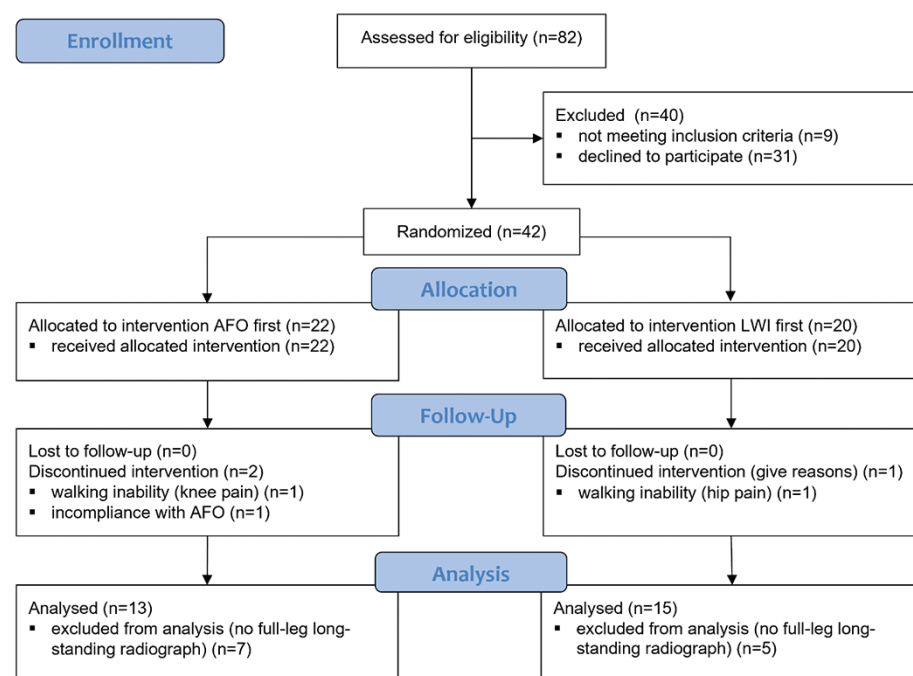 Enrollment
Assessed for eligibility (n=82)
Excluded (n=40)
▪ not meeting inclusion criteria (n=9)
▪ declined to participate (n=31)
Randomized (n=42)
Allocation
Allocated to intervention AFO first (n=22)
▪ received allocated intervention (n=22)
Allocated to intervention LWI first (n=20)
▪ received allocated intervention (n=20)
Follow-Up
Lost to follow-up (n=0)
Discontinued intervention (n=2)
▪ walking inability (knee pain) (n=1)
▪ incompliance with AFO (n=1)
Lost to follow-up (n=0)
Discontinued intervention (give reasons) (n=1)
▪ walking inability (hip pain) (n=1)
Analysis
Analysed (n=13)
▪ excluded from analysis (no full-leg long-
standing radiograph) (n=7)
Analysed (n=15)
▪ excluded from analysis (no full-leg long-
standing radiograph) (n=5)